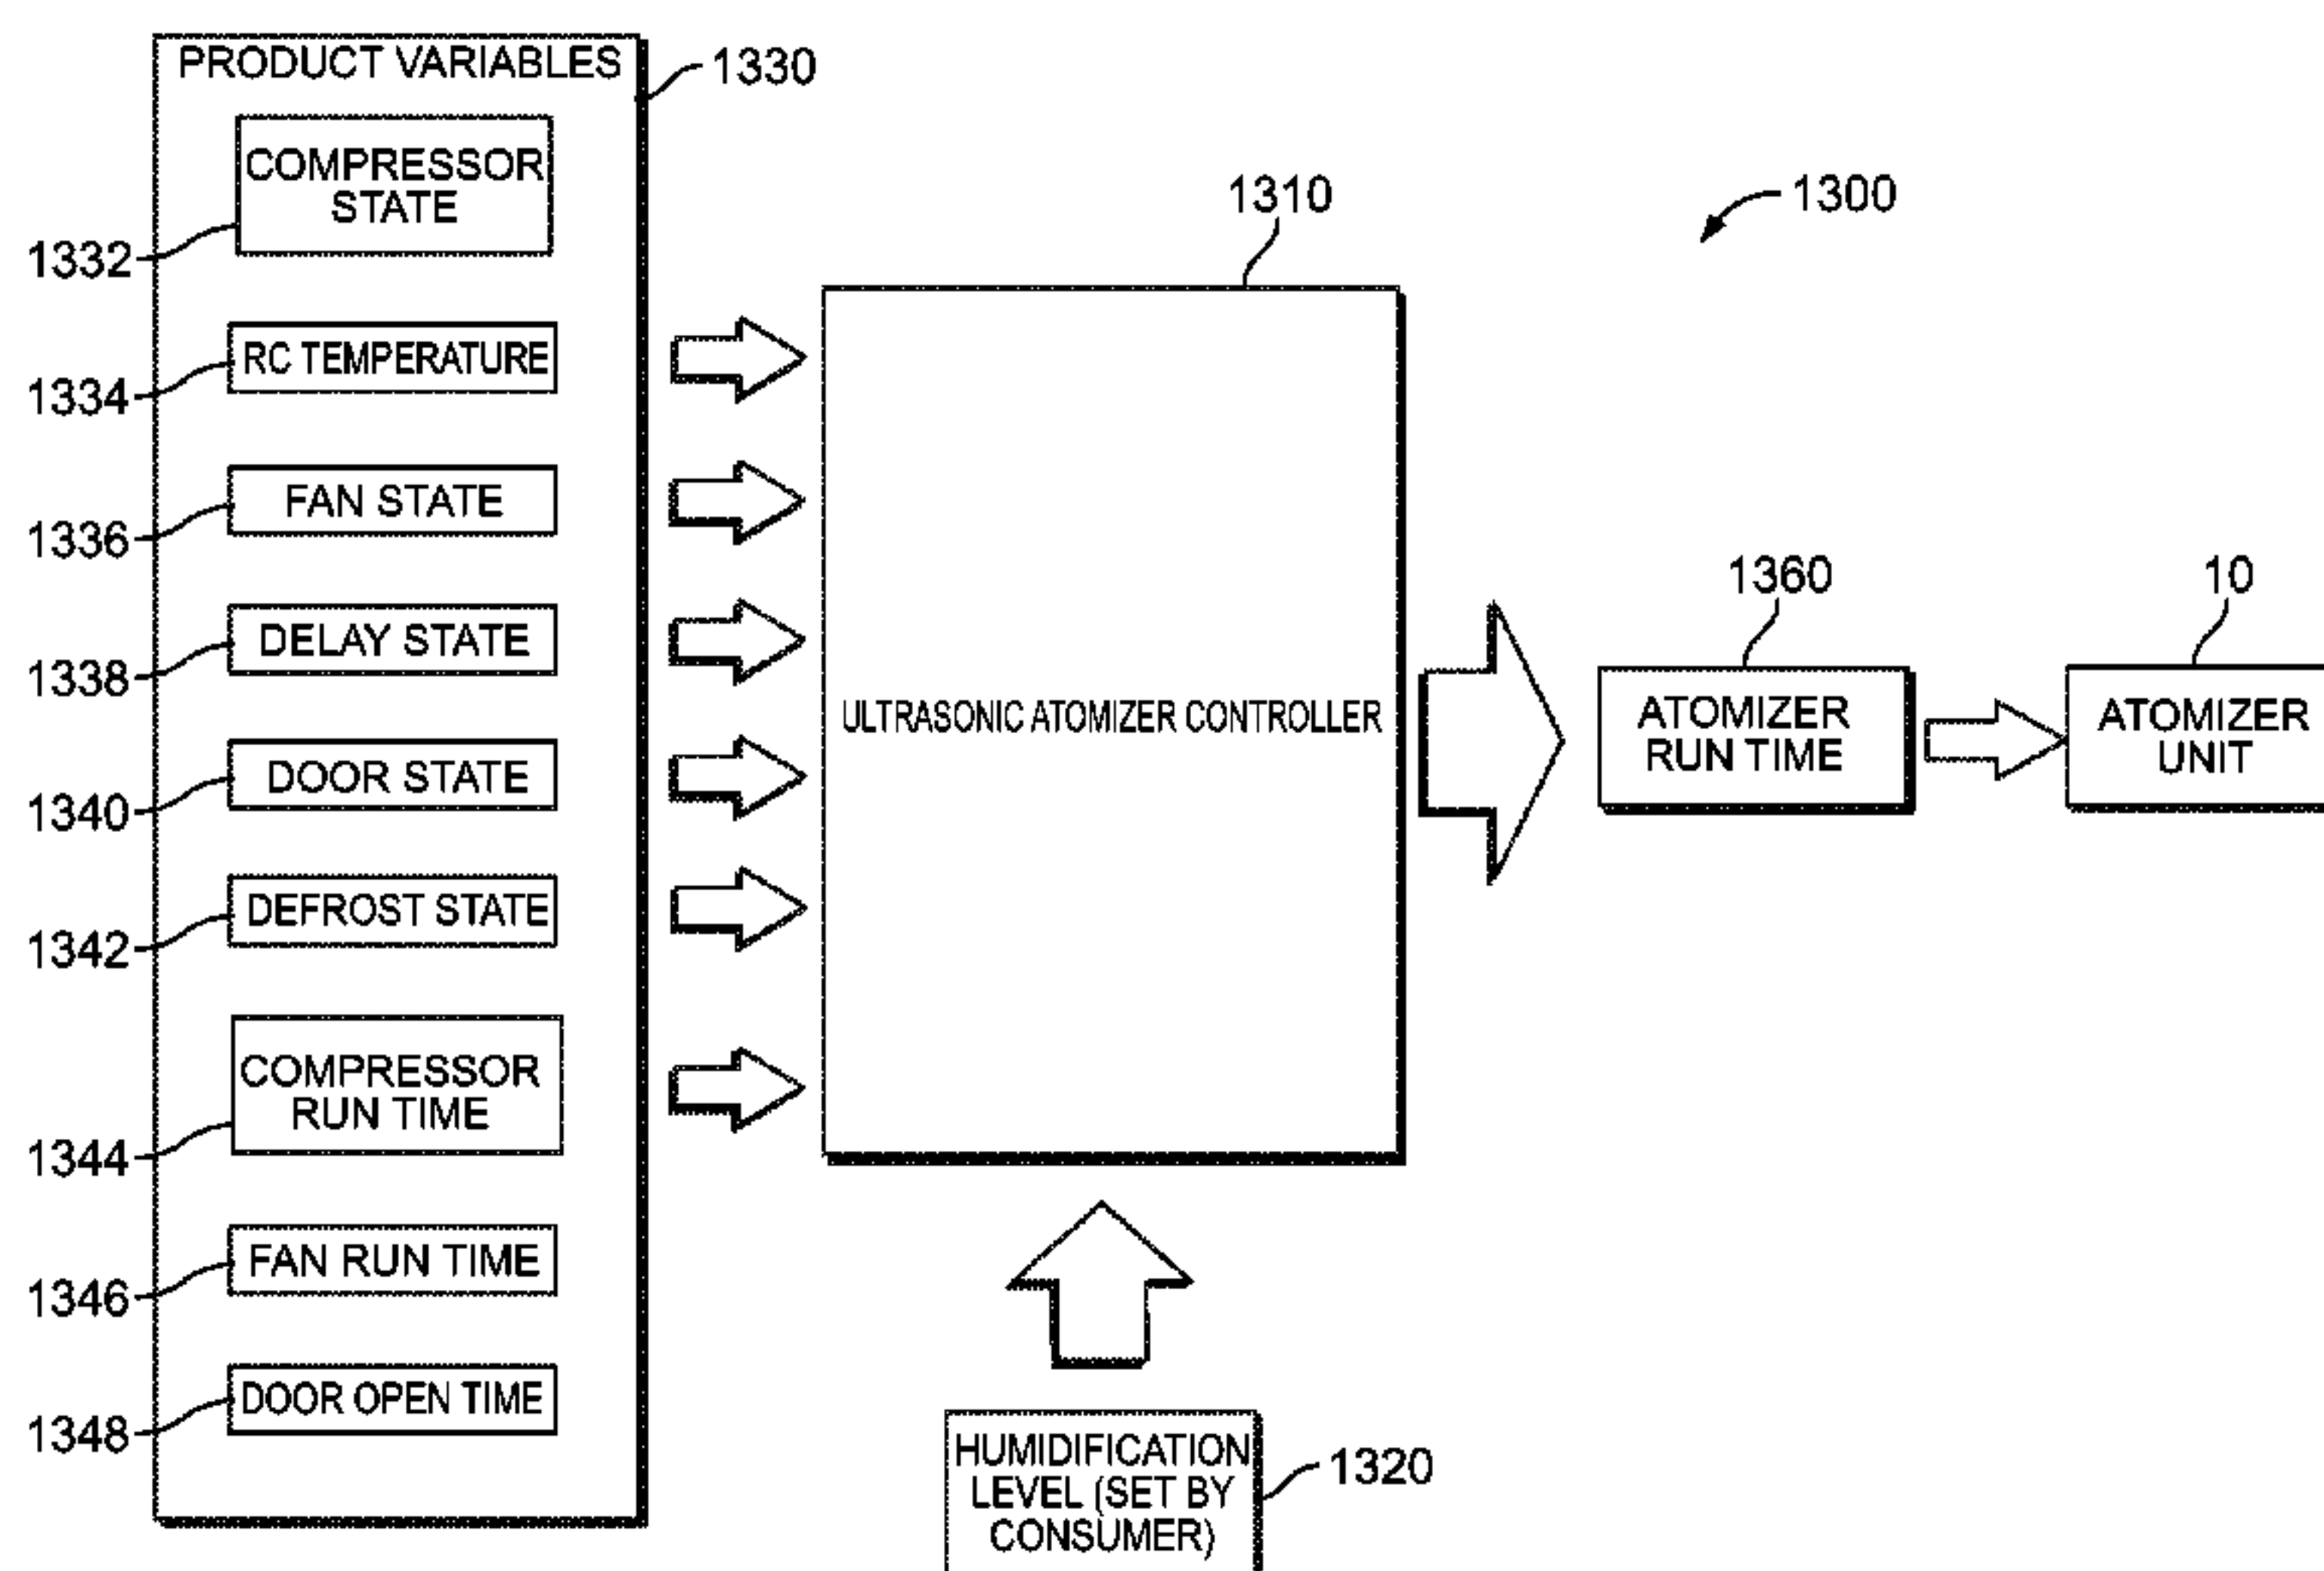 PRODUCT VARIABLES
1330
COMPRESSOR
STATE
1332
RC TEMPERATURE
1334
FAN STATE
1336
DELAY STATE
1338
DOOR STATE
1340
DEFROST STATE
1342
COMPRESSOR
RUN TIME
1344
FAN RUN TIME
1346
DOOR OPEN TIME
1348
1310
ULTRASONIC ATOMIZER CONTROLLER
1300
1360
ATOMIZER
RUN TIME
10
ATOMIZER
UNIT
HUMIDIFICATION
LEVEL (SET BY
CONSUMER)
1320